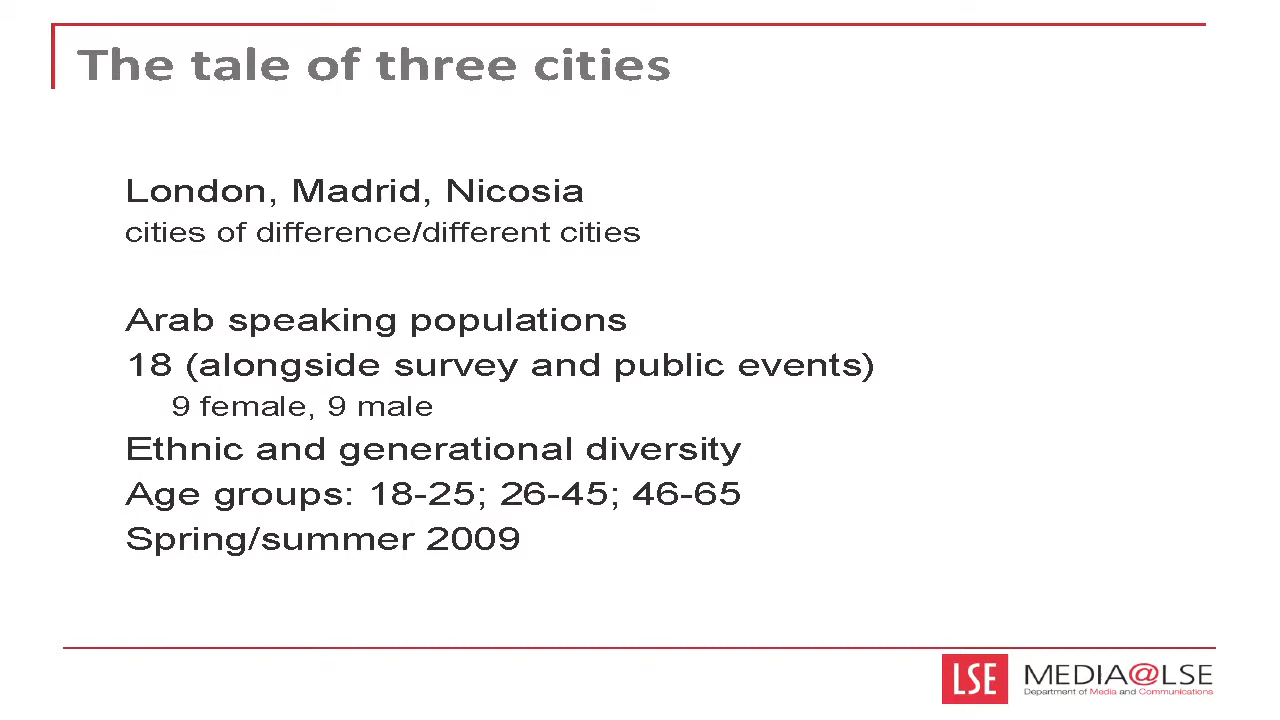 The tale of three cities
London, Madrid, Nicosia
cities of difference/different cities
Arab speaking populations
18 (alongside survey and public events)
9 female, 9 male
Ethnic and generational diversity
Age groups: 18-25; 26-45; 46-65
Spring/summer 2009
LSE
MEDIA@LSE
Department of Media and Communications